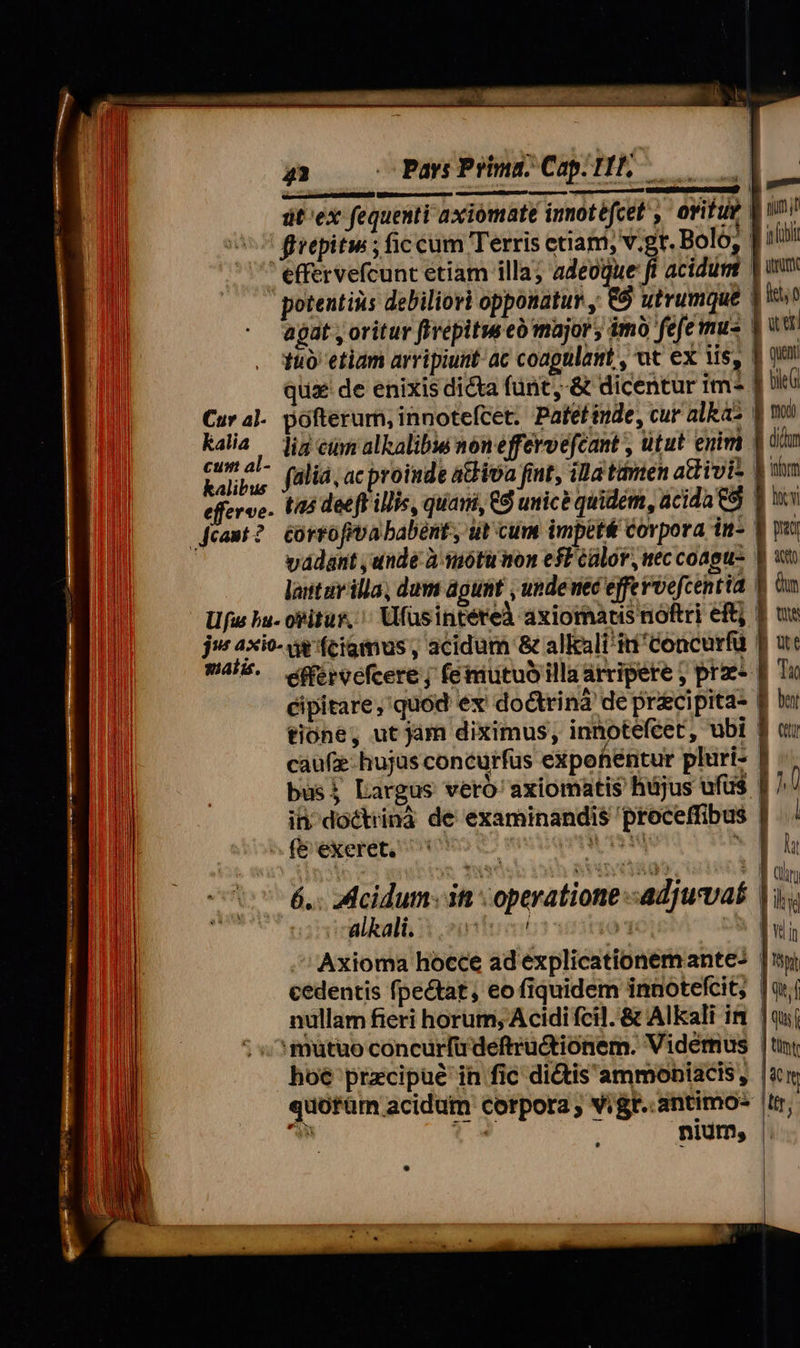 42 Pars Prima. Cap. III.
ut ex ſequenti axiomate innoteſcet, oritur
ſtrepitus; ſic cum Terris etiam, v. gr. Bolo,
efferveſcunt etiam illa; adeoque ſi acidum
potentius debiliori opponatur, & utrumque
agat, oritur ſtrepitus eò major, imò ſeſe mu-
tuò etiam arripiunt ac coagulant, ut ex iis,
quæ de enixis dicta ſunt, & dicentur im-
Cur al- poſterum, innoteſcet. Patet inde, cur alka-
kalia lia cum alkalibus non efferveſcant, utut enim
cum al- ſalia, ac proinde activa ſint, illa tamen activi-
kalibus
efferve- tas deeſt illis, quam, & unicè quidem, acida &
ſcant? corroſiva habent, ut cum impetu corpora in-
vadant, unde à motu non eſt calor, nec coagu-
lantur illa, dum agunt, unde nec efferveſcentia
Uſus hu- oritur. Uſus intereà axiomatis noſtri eſt,
jus axio- ut ſciamus, acidum & alkali in concurſu
matis. efferveſcere, ſe mutuò illa arripere, præ-
cipitare, quod ex doctrinâ de præcipita-
tione, ut jam diximus, innoteſcet, ubi
cauſæ hujus concurſus exponentur pluri-
bus; Largus verò axiomatis hujus uſus
in doctrinâ de examinandis proceſſibus
ſe exeret.
6. Acidum in operatione adjuvat
alkali.
Axioma hocce ad explicationem ante-
cedentis ſpectat, eo ſiquidem innoteſcit,
nullam fieri horum, Acidi ſcil. & Alkali in
mutuo concurſu deſtructionem. Videmus
hoc præcipuè in ſic dictis ammoniacis,
quorum acidum corpora, v. gr. antimo-
nium,